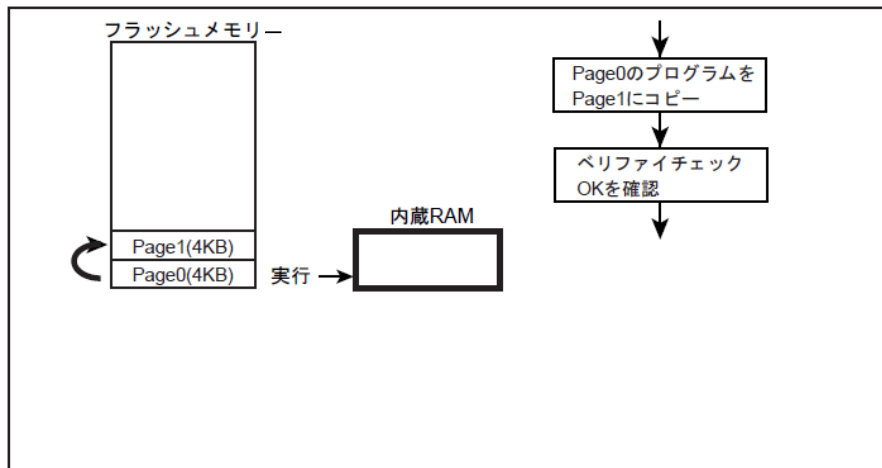 フラッシュメモリー
Page1(4KB)
Page0(4KB)
実行
内蔵RAM
Page0のプログラムを
Page1にコピー
ベリファイチェック
OKを確認